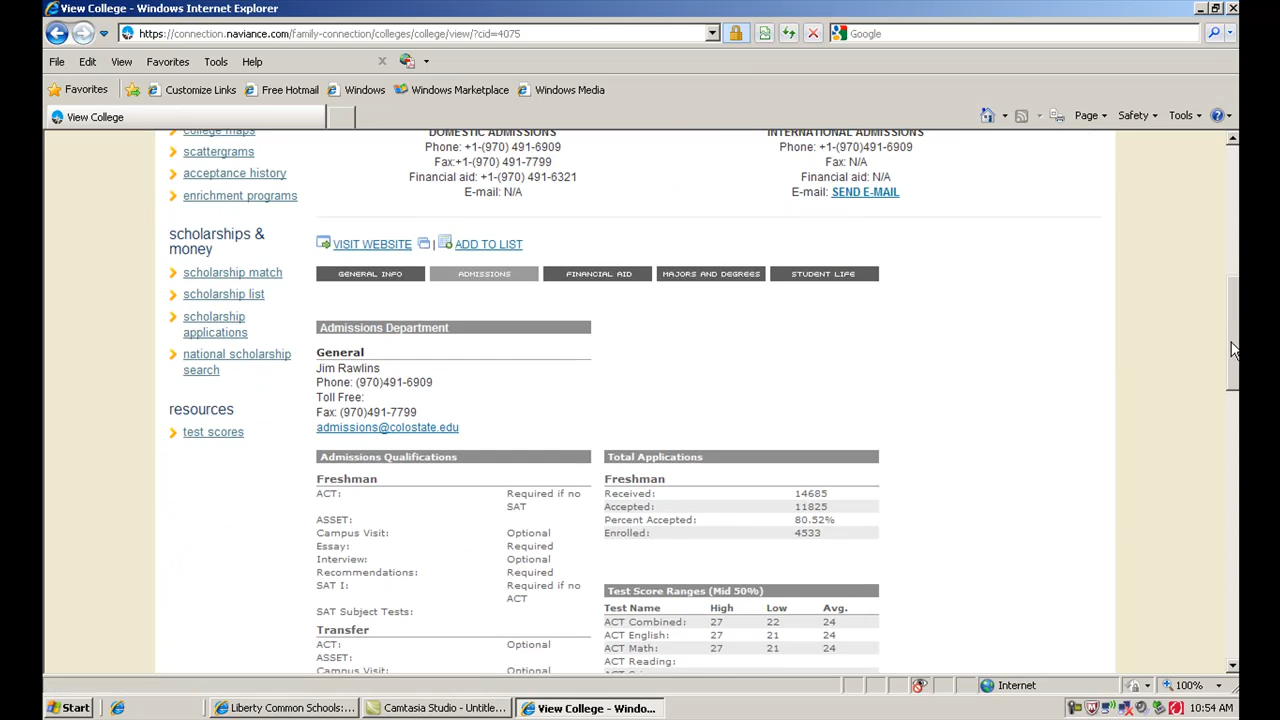 View College - Windows Internet Explorer
https://connection.naviance.com/family-connection/colleges/college/view/?cid=4075
Google
File Edit View Favorites Tools Help
Favorites Customize Links Free Hotmail Windows Windows Marketplace Windows Media
View College
Page Safety Tools
college maps
scattergrams
acceptance history
enrichment programs
scholarships &
money
scholarship match
scholarship list
scholarship
applications
national scholarship
search
resources
test scores
DOMESTIC ADMISSIONS
Phone: +1-(970) 491-6909
Fax:+1-(970) 491-7799
Financial aid: +1-(970) 491-6321
E-mail: N/A
INTERNATIONAL ADMISSIONS
Phone: +1-(970)491-6909
Fax: N/A
Financial aid: N/A
E-mail: SEND E-MAIL
VISIT WEBSITE | ADD TO LIST
GENERAL INFO ADMISSIONS FINANCIAL AID MAJORS AND DEGREES STUDENT LIFE
Admissions Department
General
Jim Rawlins
Phone: (970)491-6909
Toll Free:
Fax: (970)491-7799
admissions@colostate.edu
Admissions Qualifications
Freshman
ACT: Required if no
SAT
ASSET:
Campus Visit: Optional
Essay: Required
Interview: Optional
Recommendations: Required
SAT I: Required if no
ACT
SAT Subject Tests:
Transfer
ACT: Optional
ASSET:
Campus Visit: Optional
Total Applications
Freshman
Received: 14685
Accepted: 11825
Percent Accepted: 80.52%
Enrolled: 4533
Test Score Ranges (Mid 50%)
Test Name High Low Avg.
ACT Combined: 27 22 24
ACT English: 27 21 24
ACT Math: 27 21 24
ACT Reading:
Internet 100%
Start Liberty Common Schools:... Camtasia Studio - Untitle... View College - Windo... 10:54 AM